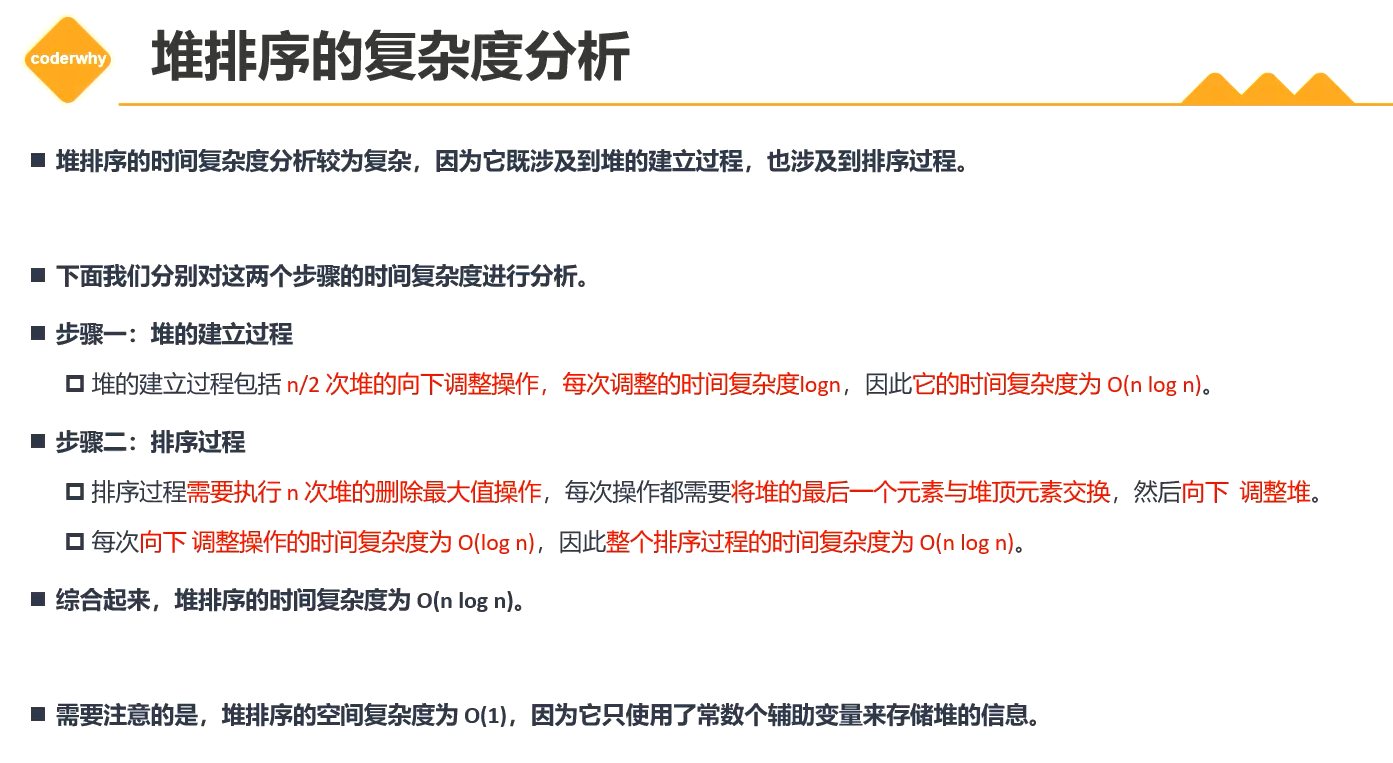 coderwhy
堆排序的复杂度分析
堆排序的时间复杂度分析较为复杂，因为它既涉及到堆的建立过程，也涉及到排序过程。
下面我们分别对这两个步骤的时间复杂度进行分析。
步骤一：堆的建立过程
堆的建立过程包括 n/2 次堆的向下调整操作，每次调整的时间复杂度logn，因此它的时间复杂度为 O(n log n)。
步骤二：排序过程
排序过程需要执行 n 次堆的删除最大值操作，每次操作都需要将堆的最后一个元素与堆顶元素交换，然后向下 调整堆。
每次向下 调整操作的时间复杂度为 O(log n)，因此整个排序过程的时间复杂度为 O(n log n)。
综合起来，堆排序的时间复杂度为 O(n log n)。
需要注意的是，堆排序的空间复杂度为 O(1)，因为它只使用了常数个辅助变量来存储堆的信息。